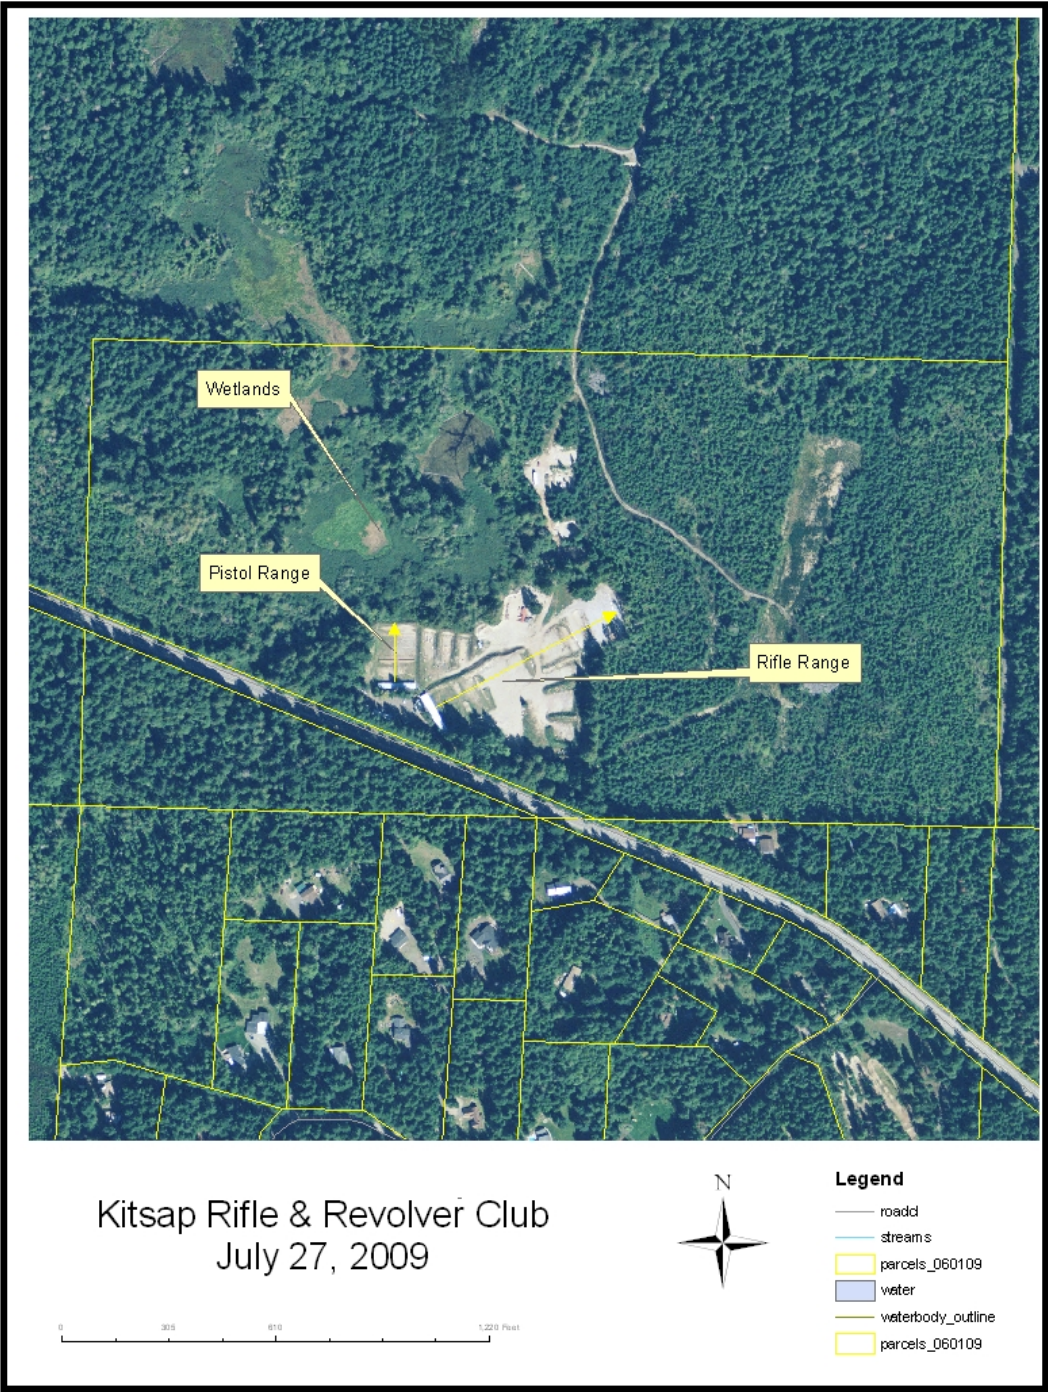 Wetlands
Pistol Range
Rifle Range
Kitsap Rifle & Revolver Club
July 27, 2009
N
Legend
roadcl
streams
parcels_060109
water
waterbody_outline
parcels_060109
0 305 610 1,220 Feet